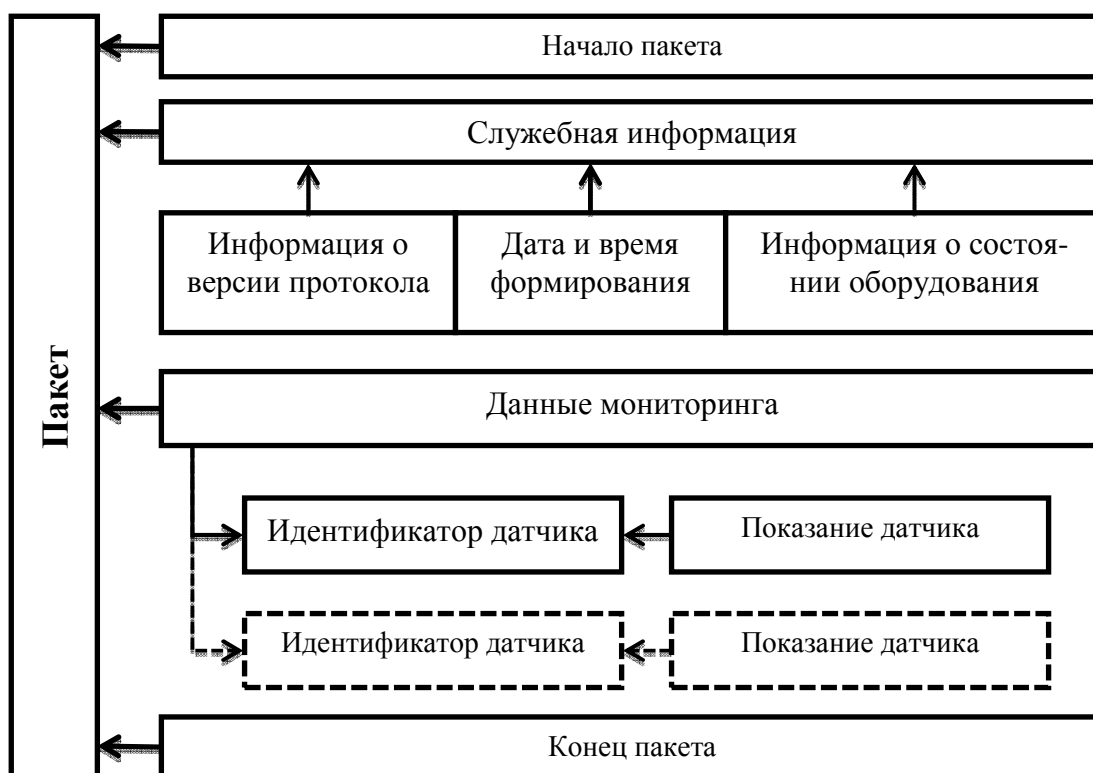 Пакет
Начало пакета
Служебная информация
Информация о
версии протокола
Дата и время
формирования
Информация о состоя-
нии оборудования
Данные мониторинга
Идентификатор датчика
Показание датчика
Идентификатор датчика
Показание датчика
Конец пакета